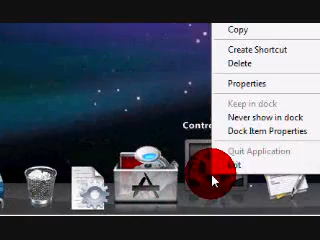 Copy
Create Shortcut
Delete
Properties
Keep in dock
Never show in dock
Dock Item Properties
Contro
Quit Application